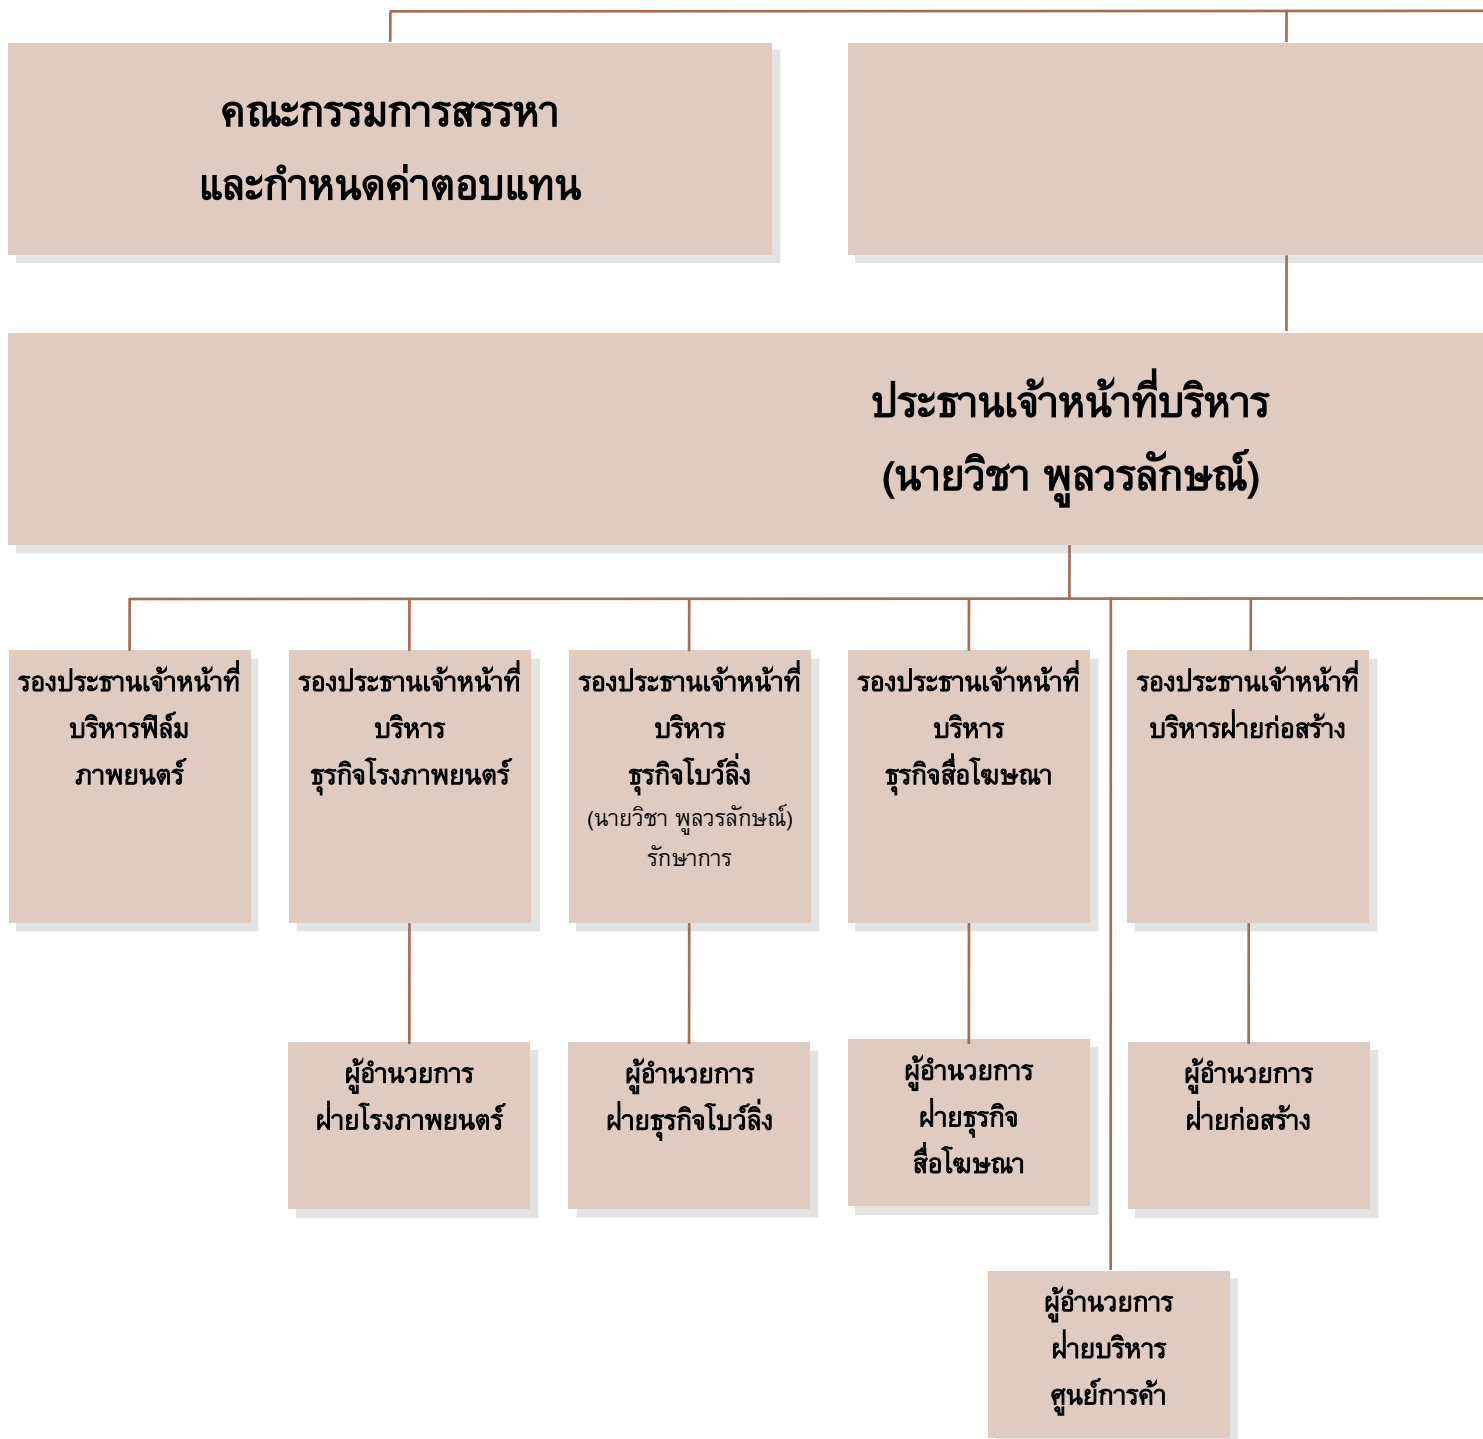 คณะกรรมการสรรหา
และกำหนดค่าตอบแทน
ประธานเจ้าหน้าที่บริหาร
(นายวิชา พูลวรลักษณ์)
รองประธานเจ้าหน้าที่
บริหารฟิล์ม
ภาพยนตร์
รองประธานเจ้าหน้าที่
บริหาร
ธุรกิจโรงภาพยนตร์
รองประธานเจ้าหน้าที่
บริหาร
ธุรกิจโบว์ลิ่ง
(นายวิชา พูลวรลักษณ์)
รักษาการ
รองประธานเจ้าหน้าที่
บริหาร
ธุรกิจสื่อโฆษณา
รองประธานเจ้าหน้าที่
บริหารฝ่ายก่อสร้าง
ผู้อำนวยการ
ฝ่ายโรงภาพยนตร์
ผู้อำนวยการ
ฝ่ายธุรกิจโบว์ลิ่ง
ผู้อำนวยการ
ฝ่ายธุรกิจ
สื่อโฆษณา
ผู้อำนวยการ
ฝ่ายก่อสร้าง
ผู้อำนวยการ
ฝ่ายบริหาร
ศูนย์การค้า